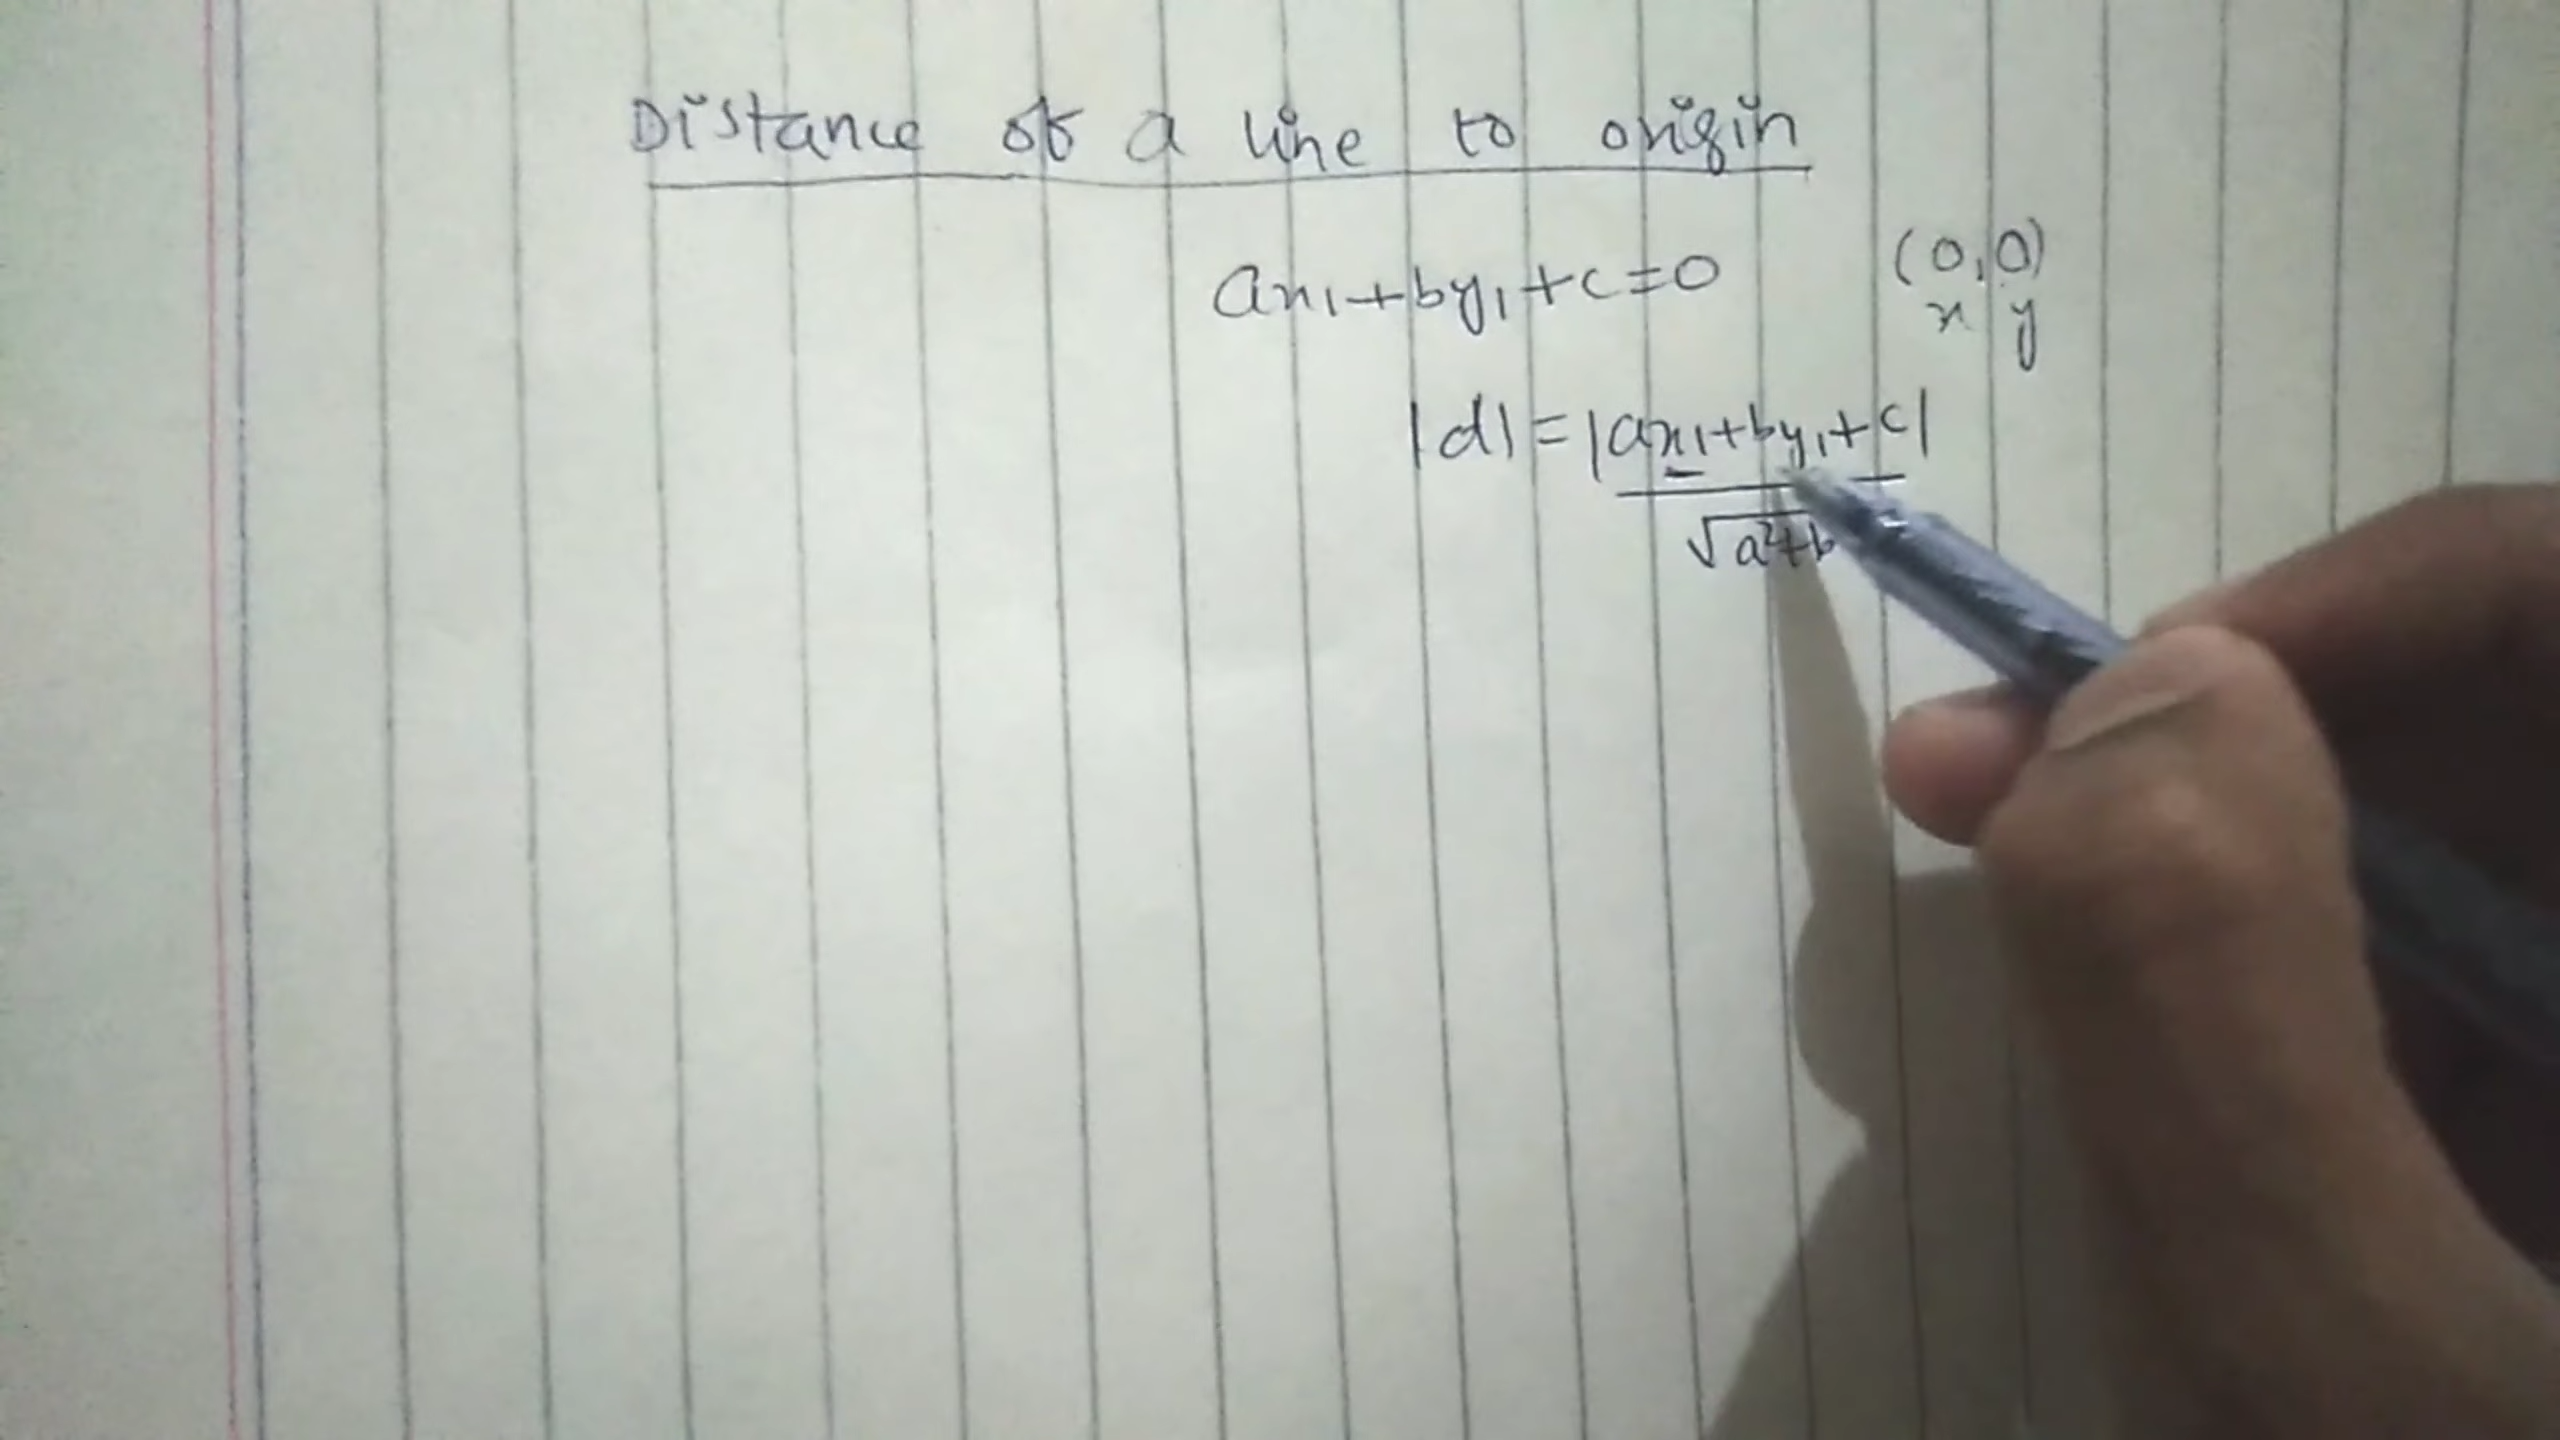 Distance of a line to origin
ax₁+by₁+c=0 (0,0)
x y
|d|=|ax₁+by₁+c|
√a²+b